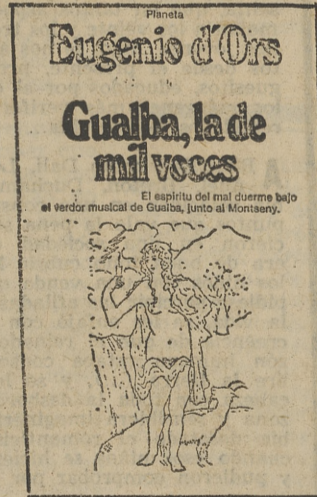 Planeta
Eugenio d'Ors
Gualba, la de
mil voces
El espíritu del mal duerme bajo
el verdor musical de Gualba, junto al Montseny.